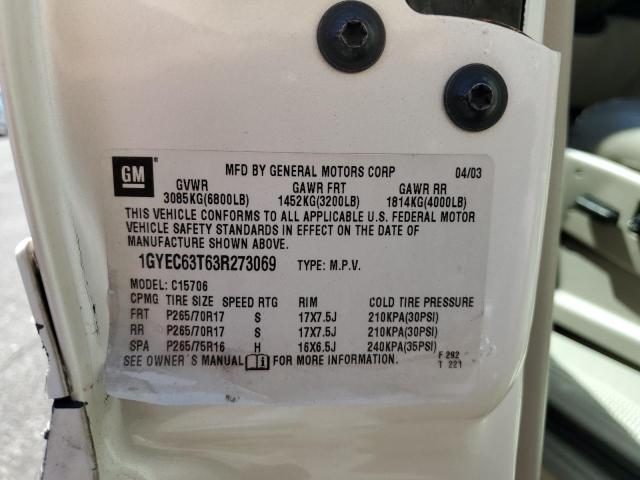 GM MFD BY GENERAL MOTORS CORP 04/03
GVWR GAWR FRT GAWR RR
3085KG(6800LB) 1452KG(3200LB) 1814KG(4000LB)
THIS VEHICLE CONFORMS TO ALL APPLICABLE U.S. FEDERAL MOTOR
VEHICLE SAFETY STANDARDS IN EFFECT ON THE DATE OF
MANUFACTURE SHOWN ABOVE.
1GYEC63T63R273069 TYPE: M.P.V.
MODEL: C15706
CPMG TIRE SIZE SPEED RTG RIM COLD TIRE PRESSURE
FRT P265/70R17 S 17X7.5J 210KPA(30PSI)
RR P265/70R17 S 17X7.5J 210KPA(30PSI)
SPA P265/75R16 H 16X6.5J 240KPA(35PSI)
SEE OWNER'S MANUAL FOR MORE INFORMATION.
F 292
T 221